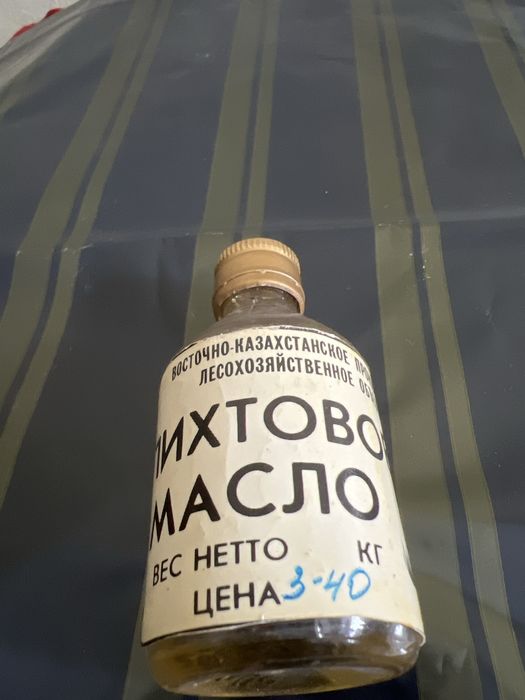 ВОСТОЧНО-КАЗАХСТАНСКОЕ
ЛЕСОХОЗЯЙСТВЕННОЕ
ПИХТОВО
МАСЛО
ВЕС НЕТТО КГ
ЦЕНА 3-40